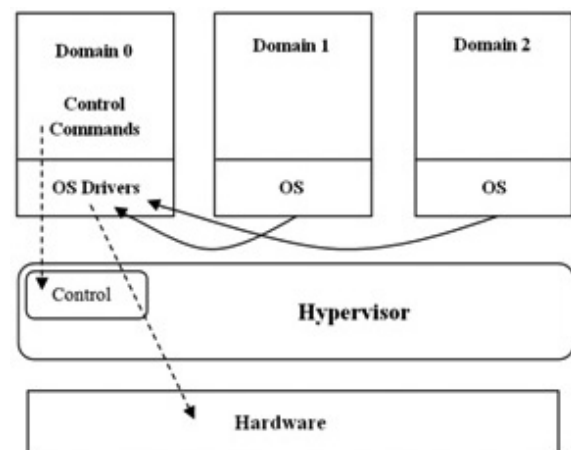 Domain 0
Control
Commands
OS Drivers
Domain 1
OS
Domain 2
OS
Control
Hypervisor
Hardware